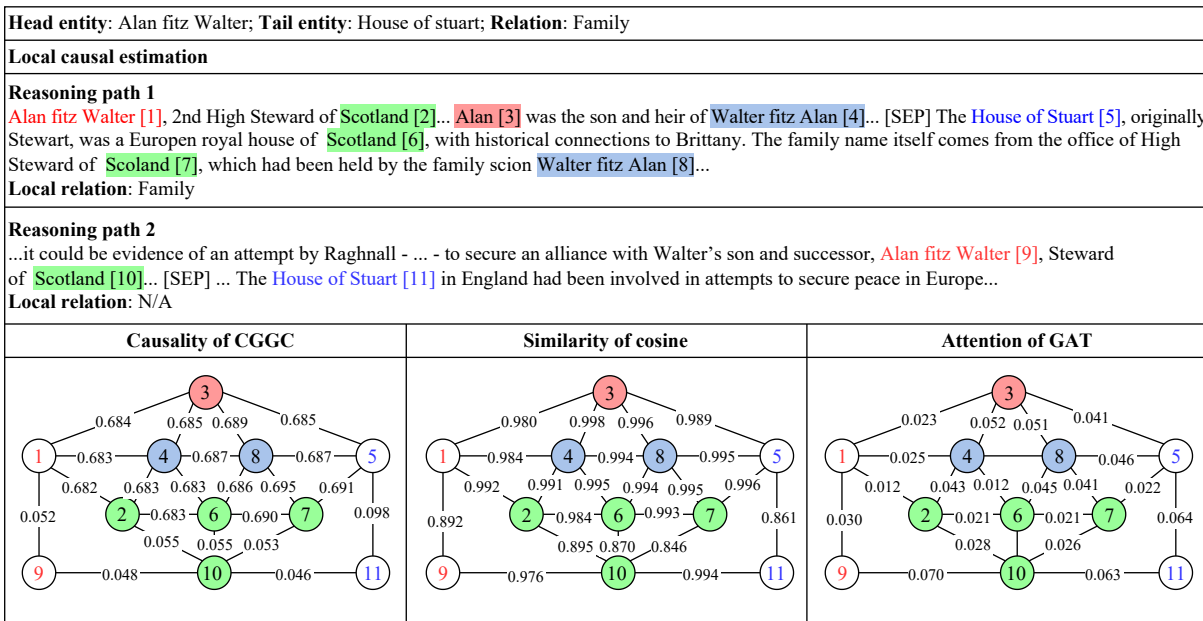 Head entity: Alan fitz Walter; Tail entity: House of stuart; Relation: Family
Local causal estimation
Reasoning path 1
Alan fitz Walter [1], 2nd High Steward of Scotland [2]... Alan [3] was the son and heir of Walter fitz Alan [4]... [SEP] The House of Stuart [5], originally
Stewart, was a Europen royal house of Scotland [6], with historical connections to Brittany. The family name itself comes from the office of High
Steward of Scoland [7], which had been held by the family scion Walter fitz Alan [8]...
Local relation: Family
Reasoning path 2
...it could be evidence of an attempt by Raghnall - ... - to secure an alliance with Walter's son and successor, Alan fitz Walter [9], Steward
of Scotland [10]... [SEP] ... The House of Stuart [11] in England had been involved in attempts to secure peace in Europe...
Local relation: N/A
Causality of CGGC
3
0.684 0.685 0.689 0.685
1 0.683 4 0.687 8 0.687 5
0.682 0.683 0.683 0.686 0.695 0.691
2 0.683 6 0.690 7
0.052 0.098
0.055 0.055 0.053
9 0.048 10 0.046 11
Similarity of cosine
3
0.980 0.998 0.996 0.989
1 0.984 4 0.994 8 0.995 5
0.992 0.991 0.995 0.994 0.995 0.996
2 0.984 6 0.993 7
0.892 0.861
0.895 0.870 0.846
9 0.976 10 0.994 11
Attention of GAT
3
0.023 0.052 0.051 0.041
1 0.025 4 8 0.046 5
0.012 0.043 0.012 0.045 0.041 0.022
2 0.021 6 0.021 7
0.030 0.064
0.028 0.026
9 0.070 10 0.063 11